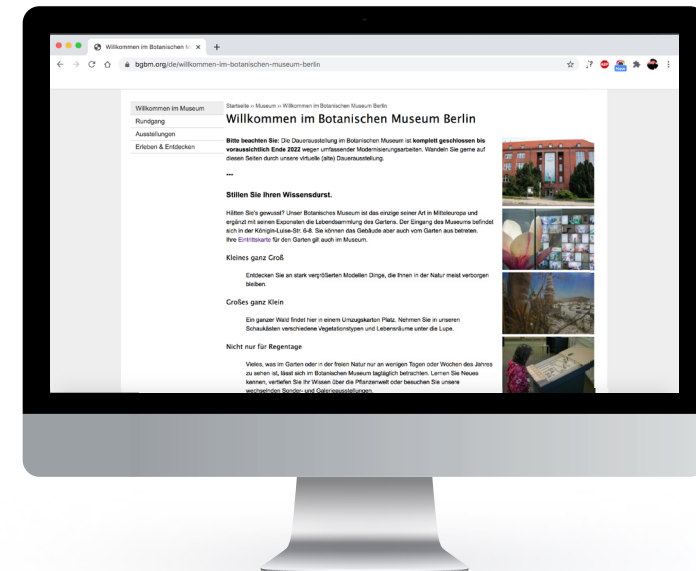 Willkommen im Botanischen M
bgbm.org/de/willkommen-im-botanischen-museum-berlin
Willkommen im Museum
Rundgang
Ausstellungen
Erleben & Entdecken
Startseite » Museum » Willkommen im Botanischen Museum Berlin
Willkommen im Botanischen Museum Berlin
Bitte beachten Sie: Die Dauerausstellung im Botanischen Museum ist komplett geschlossen bis
voraussichtlich Ende 2022 wegen umfassender Modernisierungsarbeiten. Wandeln Sie gerne auf
diesen Seiten durch unsere virtuelle (alte) Dauerausstellung.
***
Stillen Sie Ihren Wissensdurst.
Hätten Sie's gewusst? Unser Botanisches Museum ist das einzige seiner Art in Mitteleuropa und
ergänzt mit seinen Exponaten die Lebendsammlung des Gartens. Der Eingang des Museums befindet
sich in der Königin-Luise-Str. 6-8. Sie können das Gebäude aber auch vom Garten aus betreten.
Ihre Eintrittskarte für den Garten gilt auch im Museum.
Kleines ganz Groß
Entdecken Sie an stark vergrößerten Modellen Dinge, die Ihnen in der Natur meist verborgen
bleiben.
Großes ganz Klein
Ein ganzer Wald findet hier in einem Umzugskarton Platz. Nehmen Sie in unseren
Schaukästen verschiedene Vegetationstypen und Lebensräume unter die Lupe.
Nicht nur für Regentage
Vieles, was im Garten oder in der freien Natur nur an wenigen Tagen oder Wochen des Jahres
zu sehen ist, lässt sich im Botanischen Museum tagtäglich betrachten. Lernen Sie Neues
kennen, vertiefen Sie Ihr Wissen über die Pflanzenwelt oder besuchen Sie unsere
wechselnden Sonder- und Galerieausstellungen.